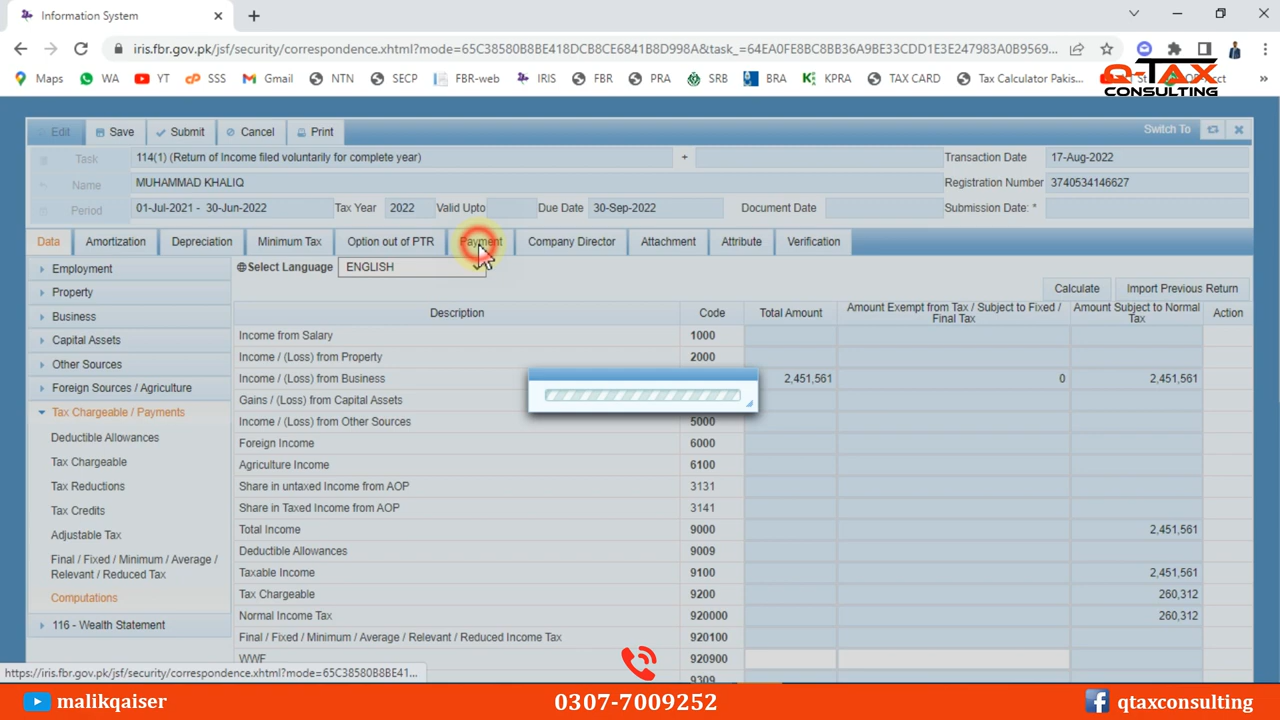 Information System
iris.fbr.gov.pk/jsf/security/correspondence.xhtml?mode=65C38580B8BE418DCB8CE6841B8D998A&task_=64EA0FE8BC8BB36A9BE33CDD1E3E247983A0B9569...
Maps WA YT SSS Gmail NTN SECP FBR-web IRIS FBR PRA SRB BRA KPRA TAX CARD Tax Calculator Pakis... »
Q-TAX
CONSULTING
Edit Save Submit Cancel Print Switch To
Task 114(1) (Return of Income filed voluntarily for complete year) + Transaction Date 17-Aug-2022
Name MUHAMMAD KHALIQ Registration Number 3740534146627
Period 01-Jul-2021 - 30-Jun-2022 Tax Year 2022 Valid Upto Due Date 30-Sep-2022 Document Date Submission Date: *
Data Amortization Depreciation Minimum Tax Option out of PTR Payment Company Director Attachment Attribute Verification
Employment
Property
Business
Capital Assets
Other Sources
Foreign Sources / Agriculture
Tax Chargeable / Payments
Deductible Allowances
Tax Chargeable
Tax Reductions
Tax Credits
Adjustable Tax
Final / Fixed / Minimum / Average /
Relevant / Reduced Tax
Computations
116 - Wealth Statement
Select Language ENGLISH
Calculate Import Previous Return
Description Code Total Amount Amount Exempt from Tax / Subject to Fixed / Final Tax Amount Subject to Normal Tax Action
Income from Salary 1000
Income / (Loss) from Property 2000
Income / (Loss) from Business 2,451,561 0 2,451,561
Gains / (Loss) from Capital Assets
Income / (Loss) from Other Sources 5000
Foreign Income 6000
Agriculture Income 6100
Share in untaxed Income from AOP 3131
Share in Taxed Income from AOP 3141
Total Income 9000 2,451,561
Deductible Allowances 9009
Taxable Income 9100 2,451,561
Tax Chargeable 9200 260,312
Normal Income Tax 920000 260,312
Final / Fixed / Minimum / Average / Relevant / Reduced Income Tax 920100
WWF 920900
9309
https://iris.fbr.gov.pk/jsf/security/correspondence.xhtml?mode=65C38580B8BE41...
malikqaiser 0307-7009252 qtaxconsulting